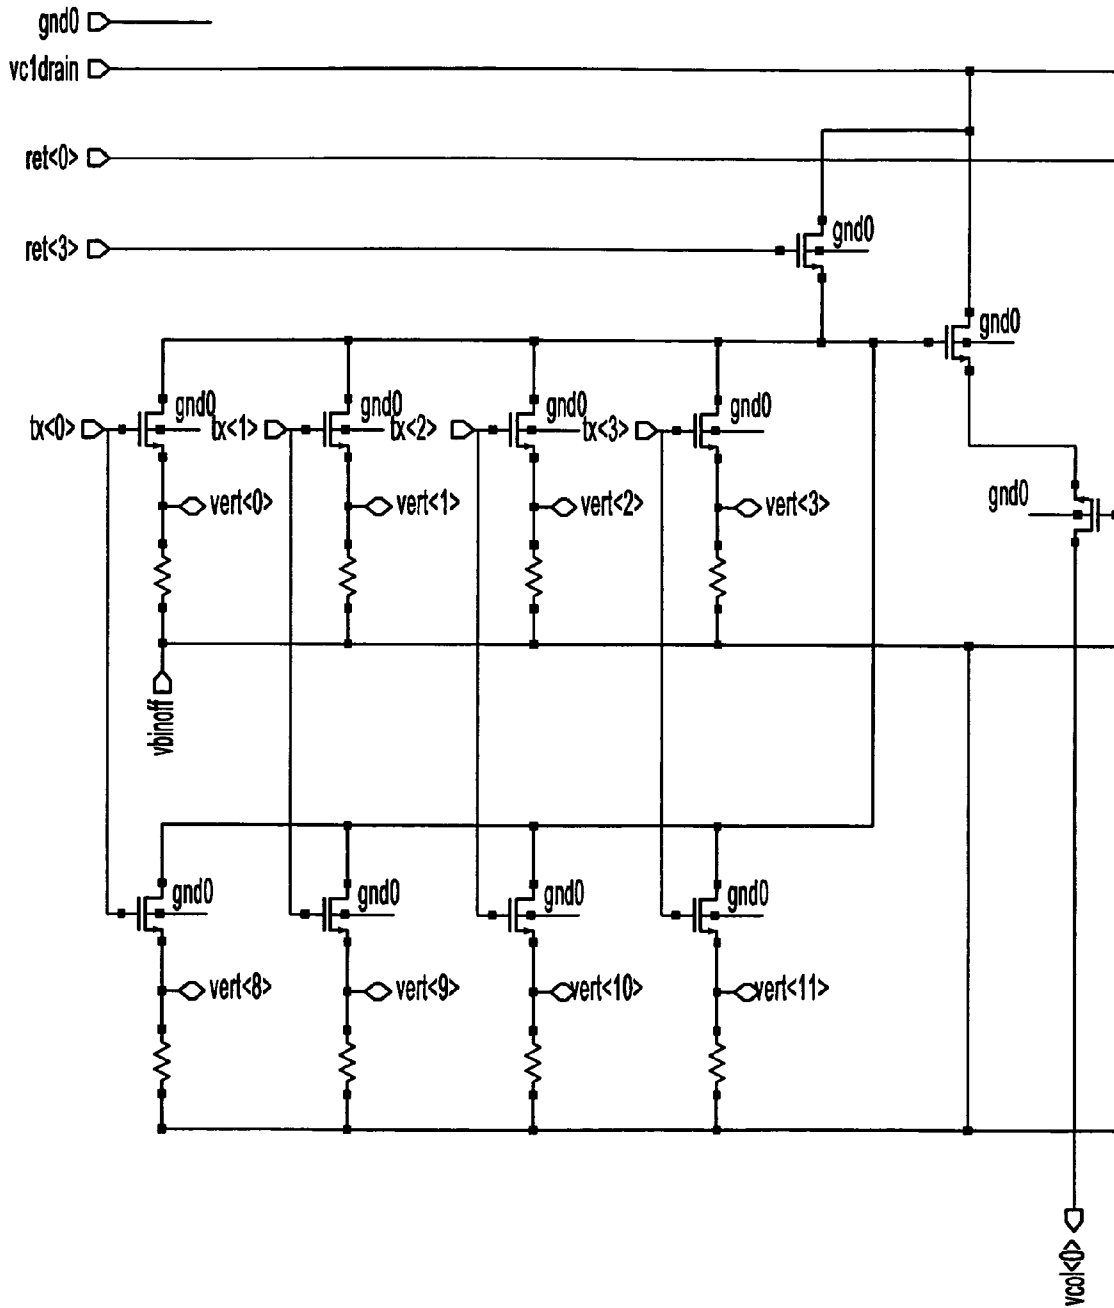 gnd0
vc1drain
ret<0>
ret<3>
gnd0
gnd0
tx<0>
gnd0
tx<1>
gnd0
tx<2>
gnd0
tx<3>
gnd0
vert<0>
vert<1>
vert<2>
vert<3>
gnd0
vbinoff
gnd0
gnd0
gnd0
gnd0
vert<8>
vert<9>
vert<10>
vert<11>
vcol<0>